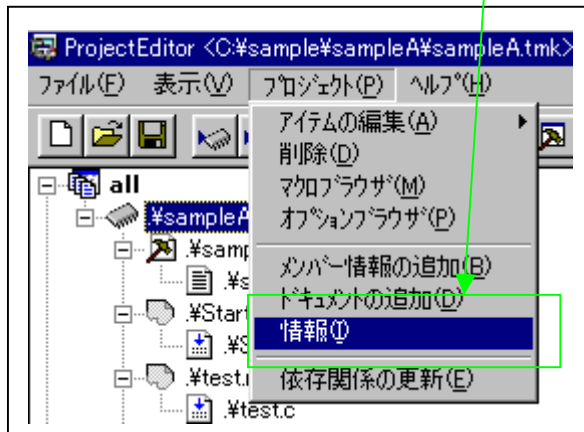 ProjectEditor <C:¥sample¥sampleA¥sampleA.tmk>
ファイル(F) 表示(V) プロジェクト(P) ヘルプ(H)
アイテムの編集(A)
削除(D)
マクロブラウザ(M)
オプションブラウザ(P)
メンバー情報の追加(B)
ドキュメントの追加(D)
情報(I)
依存関係の更新(E)
all
¥sampleA
.¥samp
.¥s
.¥Start
.¥S
.¥test.
.¥test.c